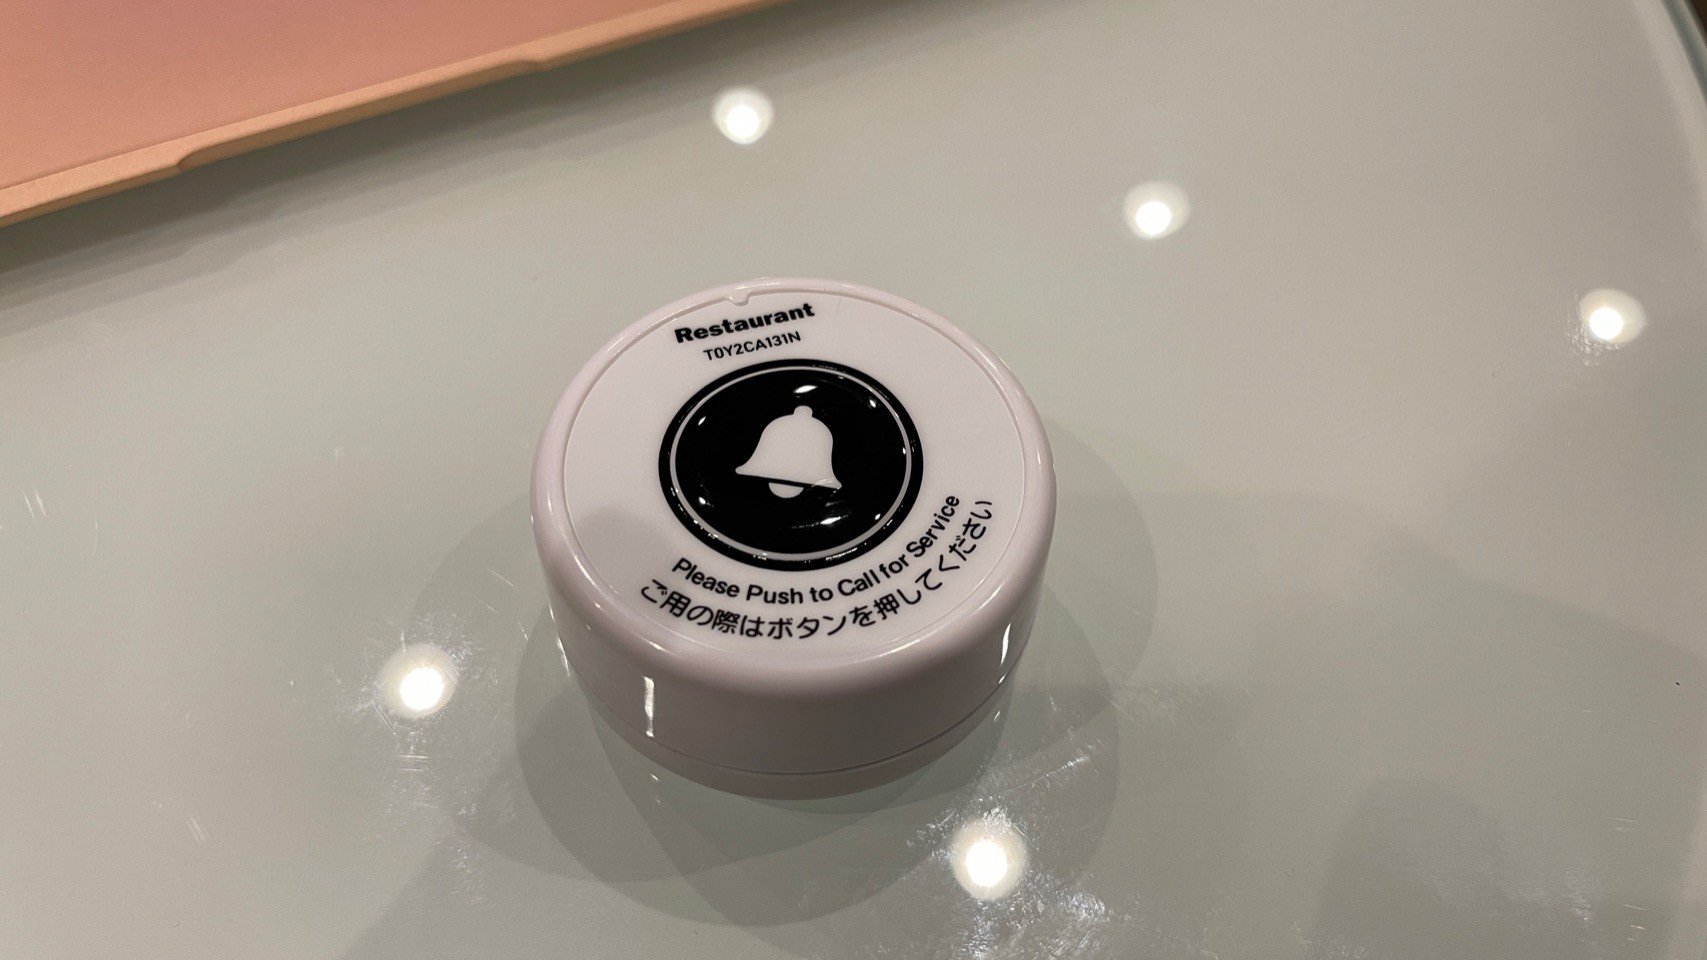 Restaurant
T0Y2CA131N
Please Push to Call for Service
ご用の際はボタンを押してください